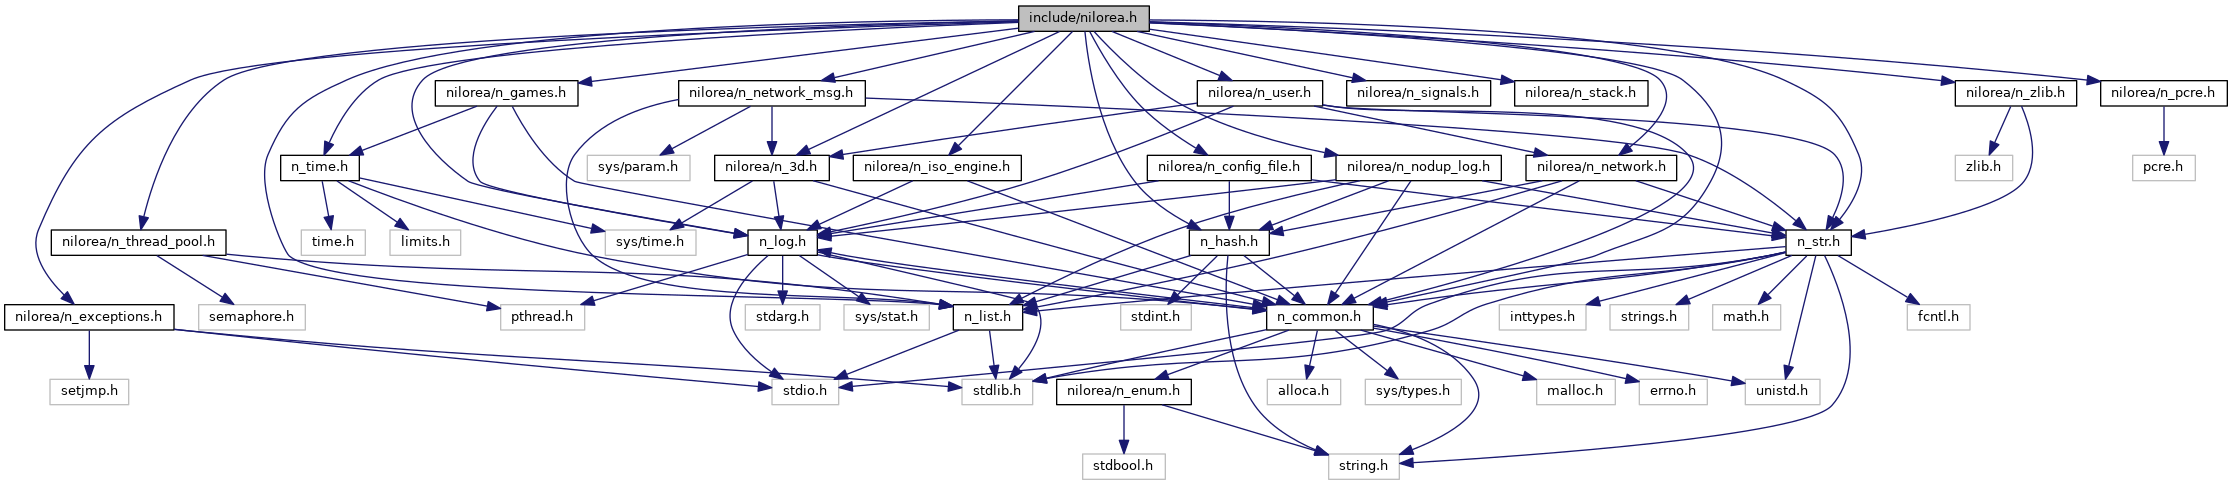 include/nilorea.h
nilorea/n_games.h
nilorea/n_network_msg.h
nilorea/n_user.h
nilorea/n_signals.h
nilorea/n_stack.h
nilorea/n_zlib.h
nilorea/n_pcre.h
n_time.h
sys/param.h
nilorea/n_3d.h
nilorea/n_iso_engine.h
nilorea/n_config_file.h
nilorea/n_nodup_log.h
nilorea/n_network.h
zlib.h
pcre.h
nilorea/n_thread_pool.h
time.h
limits.h
sys/time.h
n_log.h
n_hash.h
n_str.h
nilorea/n_exceptions.h
semaphore.h
pthread.h
stdarg.h
sys/stat.h
n_list.h
stdint.h
n_common.h
inttypes.h
strings.h
math.h
fcntl.h
setjmp.h
stdio.h
stdlib.h
nilorea/n_enum.h
alloca.h
sys/types.h
malloc.h
errno.h
unistd.h
stdbool.h
string.h